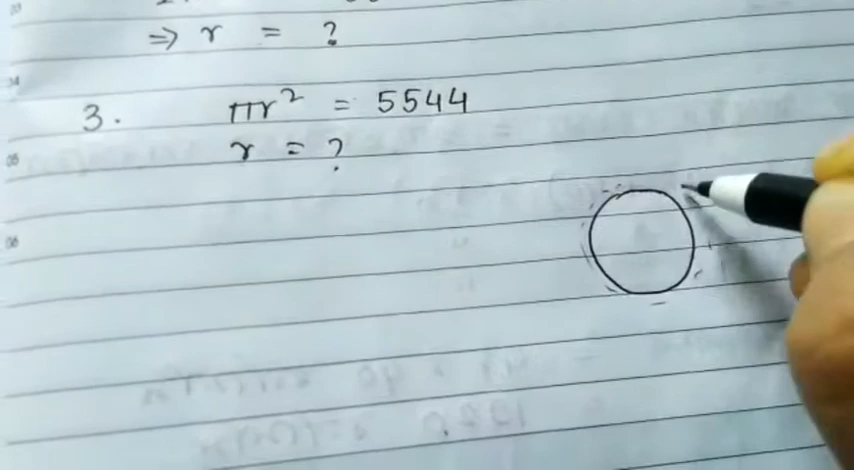 ⇒ r = ?
3. πr² = 5544
r = ?